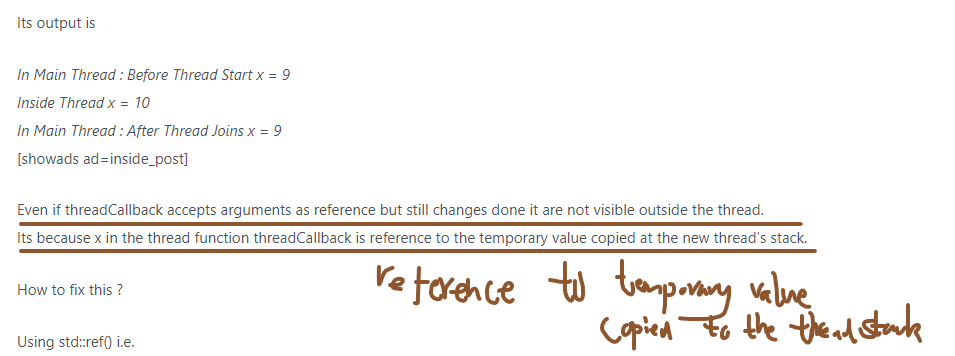 Its output is
In Main Thread : Before Thread Start x = 9
Inside Thread x = 10
In Main Thread : After Thread Joins x = 9
[showads ad=inside_post]
Even if threadCallback accepts arguments as reference but still changes done it are not visible outside the thread.
Its because x in the thread function threadCallback is reference to the temporary value copied at the new thread's stack.
reference to temporary value
copied to the thead stack
How to fix this ?
Using std::ref() i.e.